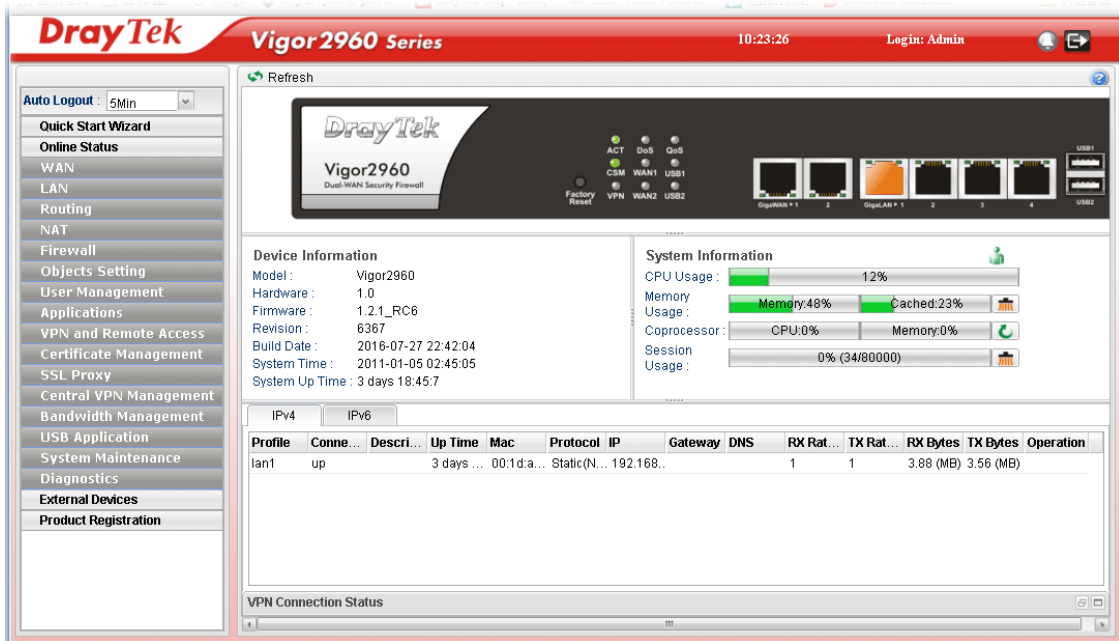 DrayTek
Vigor2960 Series
10:23:26
Login: Admin
Auto Logout : 5Min
Quick Start Wizard
Online Status
WAN
LAN
Routing
NAT
Firewall
Objects Setting
User Management
Applications
VPN and Remote Access
Certificate Management
SSL Proxy
Central VPN Management
Bandwidth Management
USB Application
System Maintenance
Diagnostics
External Devices
Product Registration
Refresh
DrayTek
Vigor2960
Dual-WAN Security Firewall
Factory Reset
ACT DoS QoS
CSM WAN1 USB1
VPN WAN2 USB2
GigaWAN 1 2
GigaLAN 1 2 3 4
USB1
USB2
Device Information
Model : Vigor2960
Hardware : 1.0
Firmware : 1.2.1_RC6
Revision : 6367
Build Date : 2016-07-27 22:42:04
System Time : 2011-01-05 02:45:05
System Up Time : 3 days 18:45:7
System Information
CPU Usage : 12%
Memory Usage : Memory:48% Cached:23%
Coprocessor : CPU:0% Memory:0%
Session Usage : 0% (34/80000)
IPv4 IPv6
Profile Conne... Descri... Up Time Mac Protocol IP Gateway DNS RX Rat... TX Rat... RX Bytes TX Bytes Operation
lan1 up 3 days ... 00:1d:a... Static(N... 192.168.. 1 1 3.88 (MB) 3.56 (MB)
VPN Connection Status